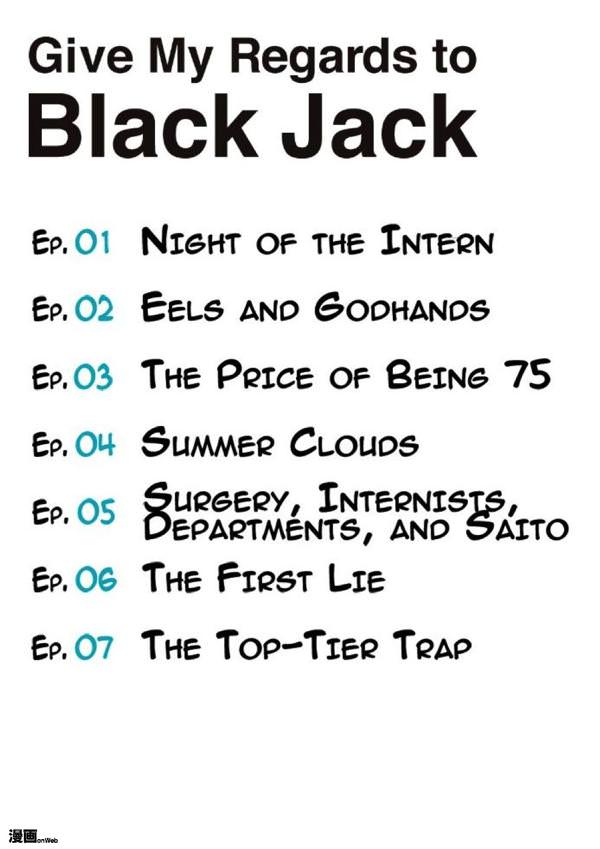 Give My Regards to
Black Jack
Ep. 01 Night of the Intern
Ep. 02 Eels and Godhands
Ep. 03 The Price of Being 75
Ep. 04 Summer Clouds
Ep. 05 Surgery, Internists,
Departments, and Saito
Ep. 06 The First Lie
Ep. 07 The Top-Tier Trap
漫画onWeb